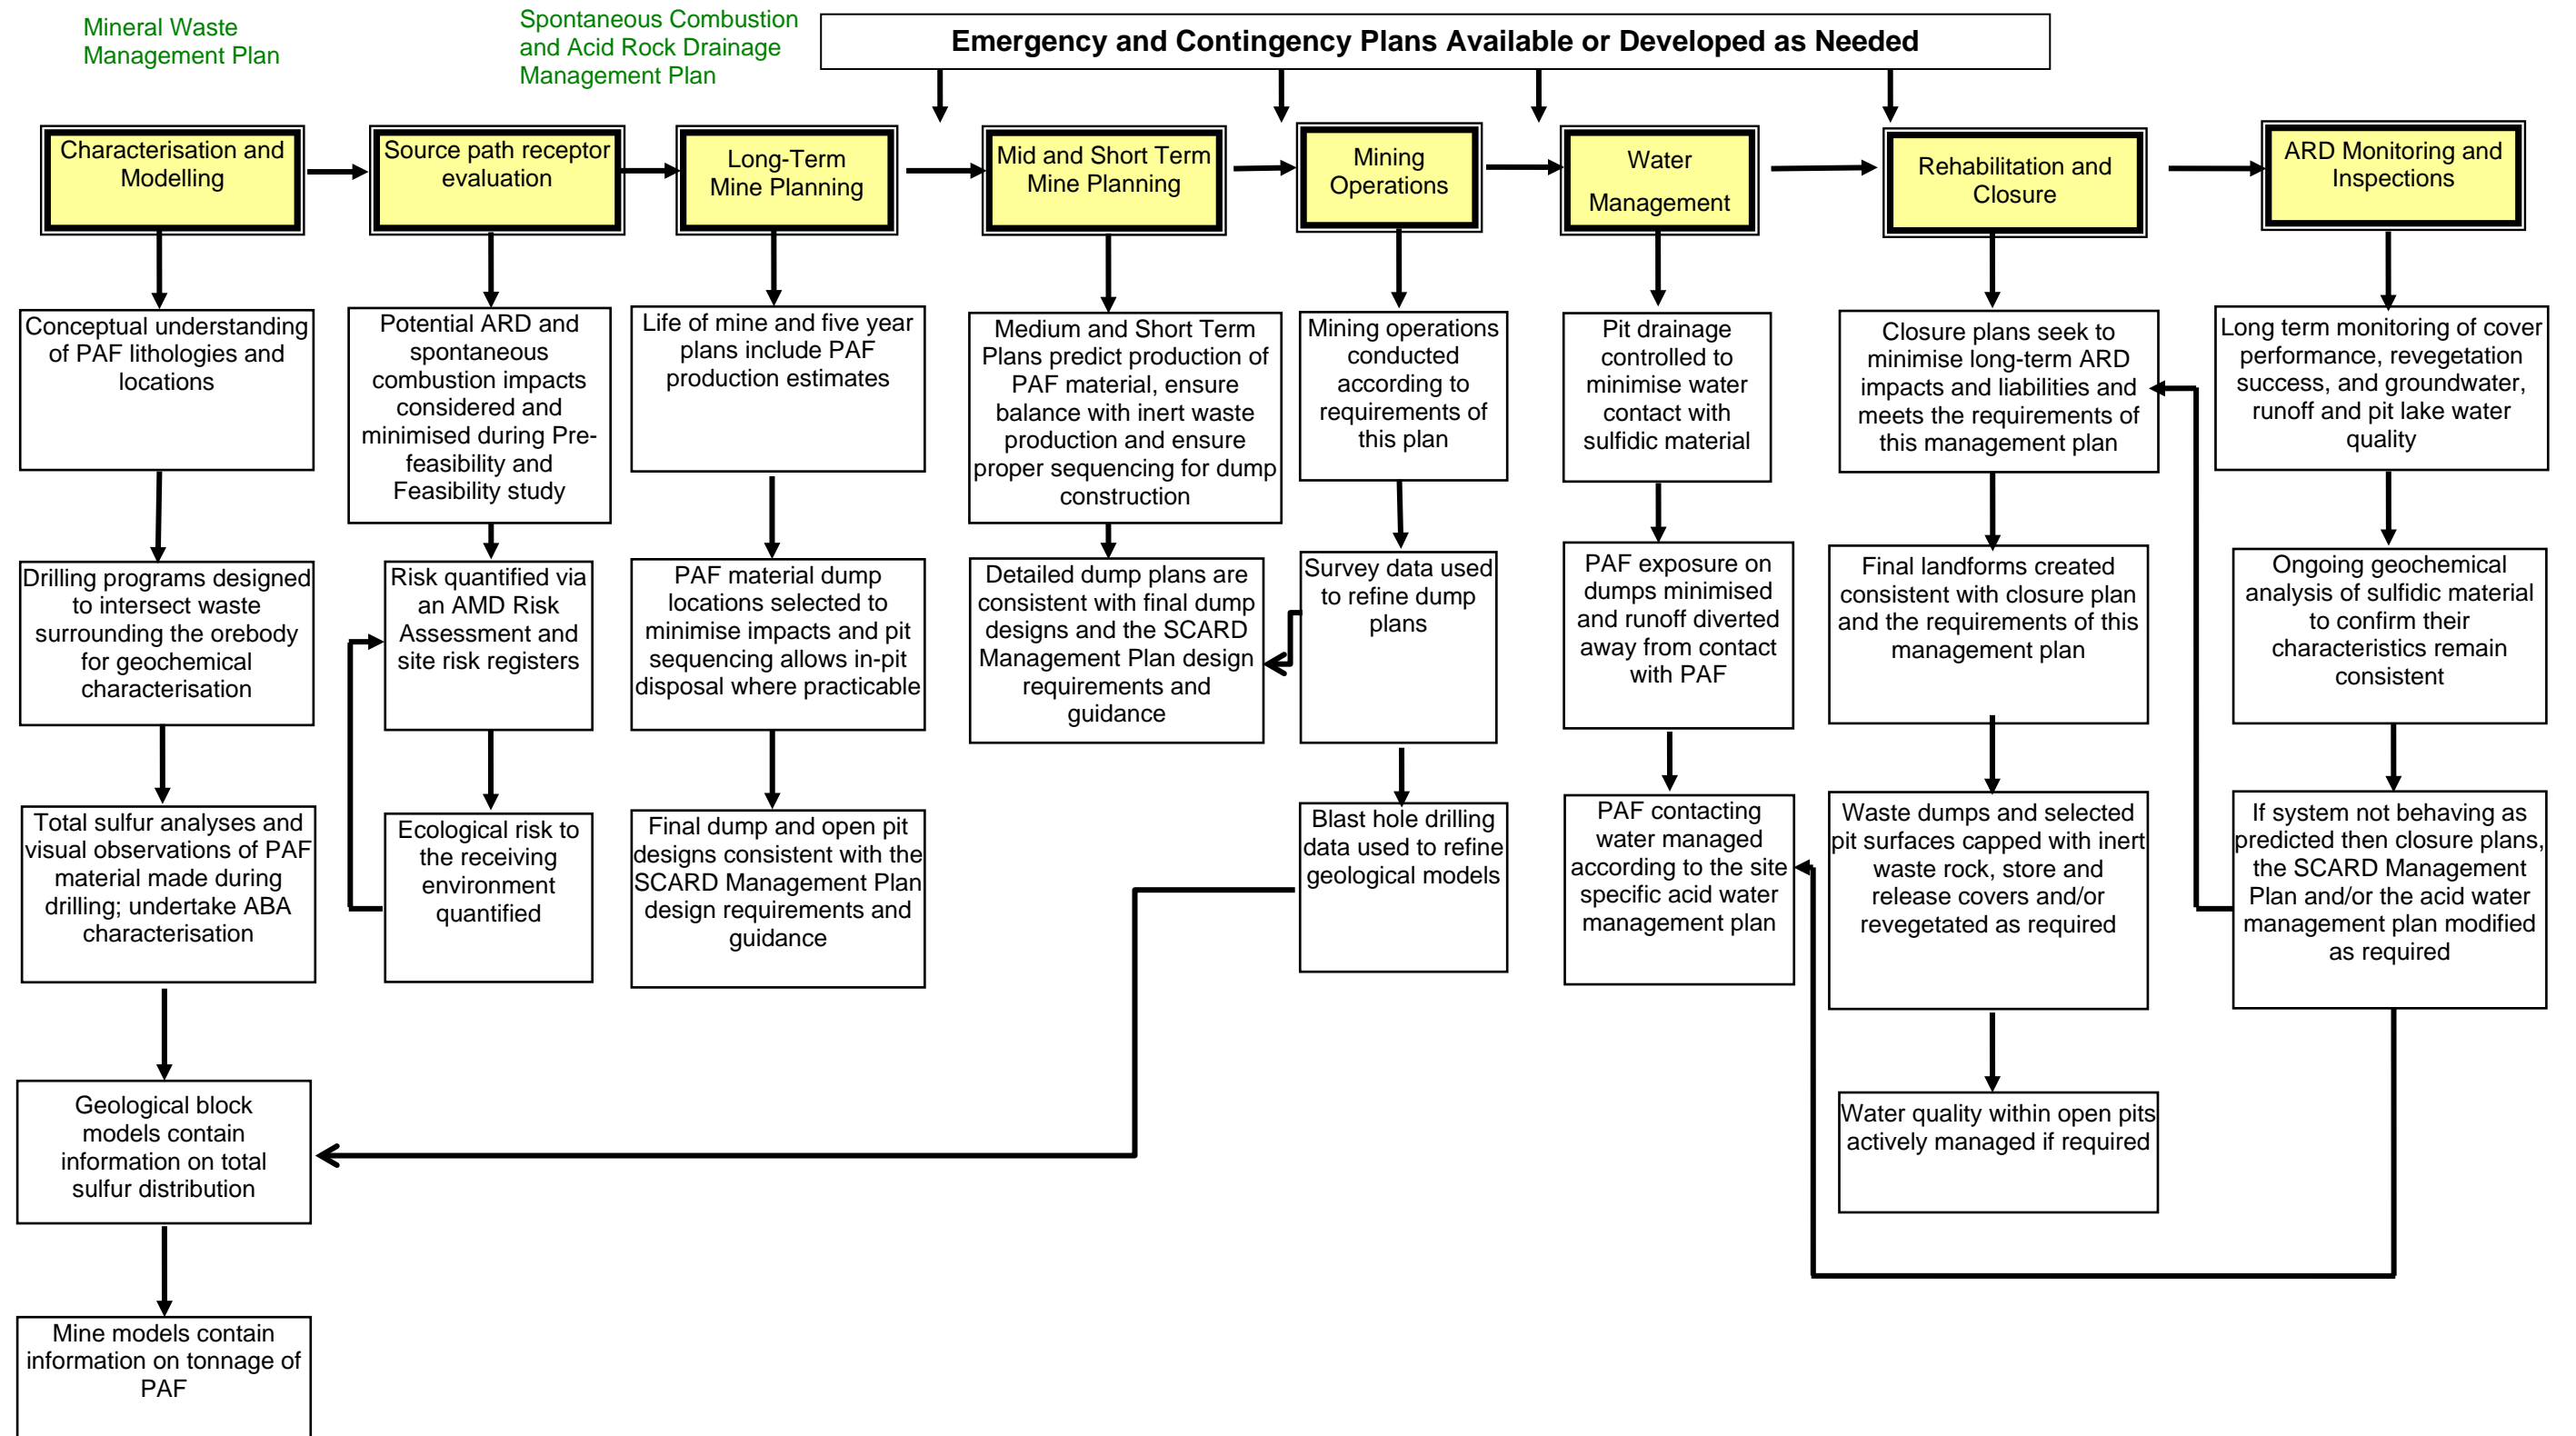 Mineral Waste
Management Plan
Spontaneous Combustion
and Acid Rock Drainage
Management Plan
Emergency and Contingency Plans Available or Developed as Needed
Characterisation and
Modelling
Source path receptor
evaluation
Long-Term
Mine Planning
Mid and Short Term
Mine Planning
Mining
Operations
Water
Management
Rehabilitation and
Closure
ARD Monitoring and
Inspections
Conceptual understanding
of PAF lithologies and
locations
Drilling programs designed
to intersect waste
surrounding the orebody
for geochemical
characterisation
Total sulfur analyses and
visual observations of PAF
material made during
drilling; undertake ABA
characterisation
Geological block
models contain
information on total
sulfur distribution
Mine models contain
information on tonnage of
PAF
Potential ARD and
spontaneous
combustion impacts
considered and
minimised during Pre-
feasibility and
Feasibility study
Risk quantified via
an AMD Risk
Assessment and
site risk registers
Ecological risk to
the receiving
environment
quantified
Life of mine and five year
plans include PAF
production estimates
PAF material dump
locations selected to
minimise impacts and pit
sequencing allows in-pit
disposal where practicable
Final dump and open pit
designs consistent with the
SCARD Management Plan
design requirements and
guidance
Medium and Short Term
Plans predict production of
PAF material, ensure
balance with inert waste
production and ensure
proper sequencing for dump
construction
Detailed dump plans are
consistent with final dump
designs and the SCARD
Management Plan design
requirements and
guidance
Mining operations
conducted
according to
requirements of
this plan
Survey data used
to refine dump
plans
Blast hole drilling
data used to refine
geological models
Pit drainage
controlled to
minimise water
contact with
sulfidic material
PAF exposure on
dumps minimised
and runoff diverted
away from contact
with PAF
PAF contacting
water managed
according to the site
specific acid water
management plan
Closure plans seek to
minimise long-term ARD
impacts and liabilities and
meets the requirements of
this management plan
Final landforms created
consistent with closure plan
and the requirements of this
management plan
Waste dumps and selected
pit surfaces capped with inert
waste rock, store and
release covers and/or
revegetated as required
Water quality within open pits
actively managed if required
Long term monitoring of cover
performance, revegetation
success, and groundwater,
runoff and pit lake water
quality
Ongoing geochemical
analysis of sulfidic material
to confirm their
characteristics remain
consistent
If system not behaving as
predicted then closure plans,
the SCARD Management
Plan and/or the acid water
management plan modified
as required